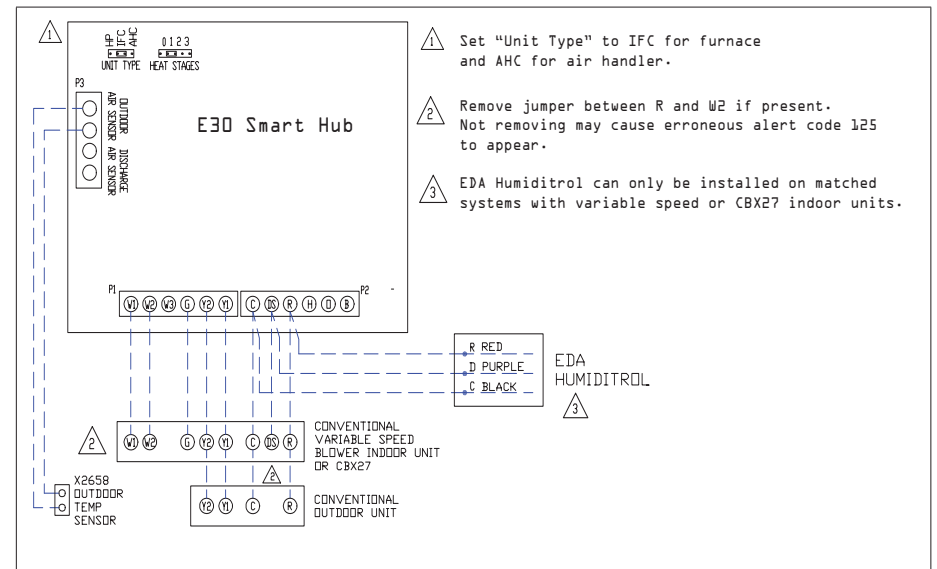 1
HP
IFC
AHC
0 1 2 3
UNIT TYPE
HEAT STAGES
P3
OUTDOOR
AIR SENSOR
DISCHARGE
AIR SENSOR
E30 Smart Hub
P1
W1 W2 W3 G Y2 Y1
C DS R H O B
P2
-
1
Set “Unit Type” to IFC for furnace
and AHC for air handler.
2
Remove jumper between R and W2 if present.
Not removing may cause erroneous alert code 125
to appear.
3
EDA Humiditrol can only be installed on matched
systems with variable speed or CBX27 indoor units.
R RED
D PURPLE
C BLACK
EDA
HUMIDITROL
3
2
W1 W2 G Y2 Y1 C DS R
CONVENTIONAL
VARIABLE SPEED
BLOWER INDOOR UNIT
OR CBX27
2
Y2 Y1 C R
CONVENTIONAL
OUTDOOR UNIT
X2658
OUTDOOR
TEMP
SENSOR